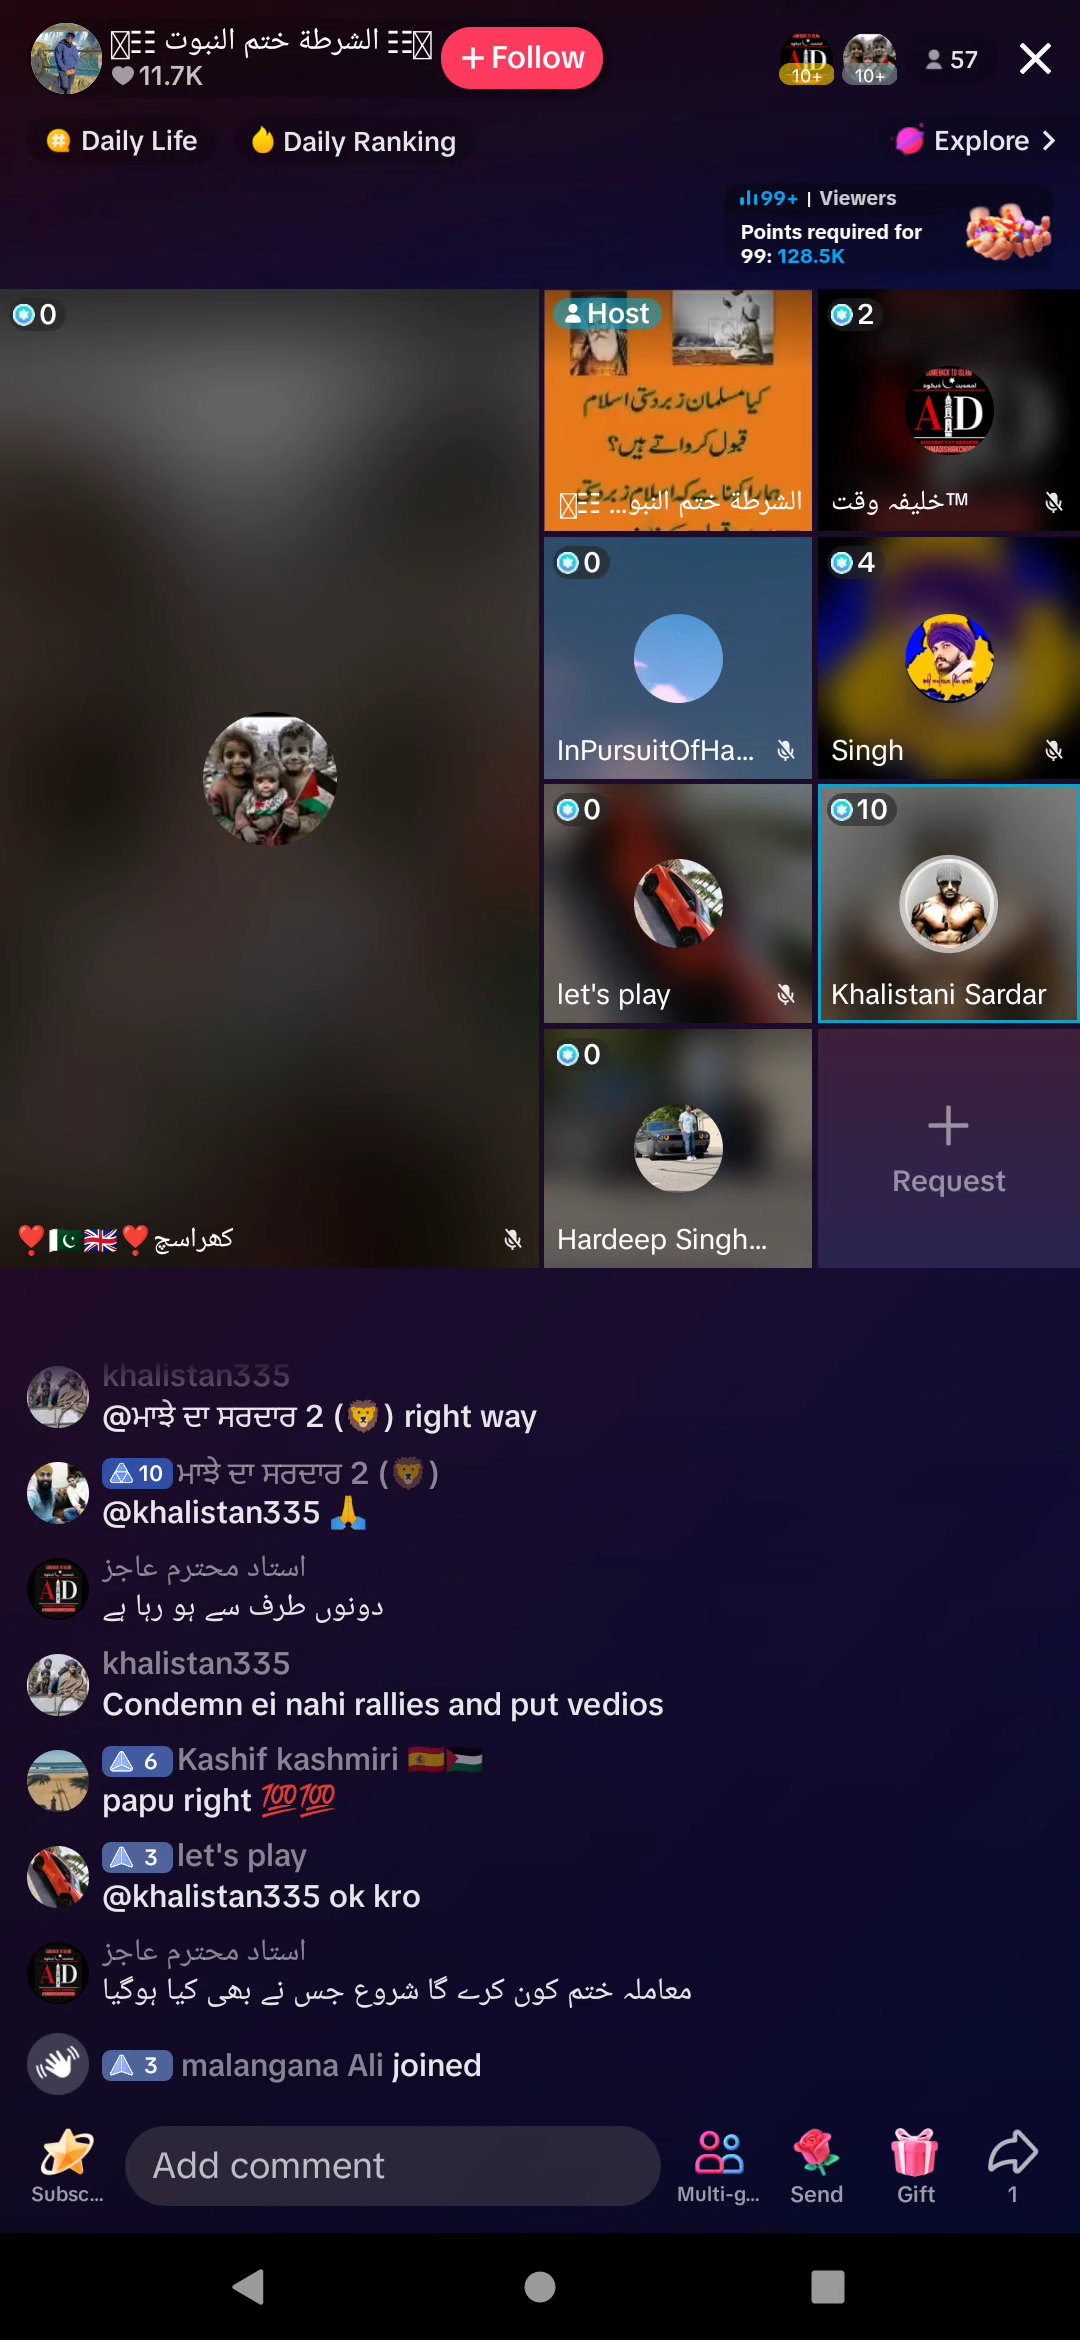 الشرطة ختم النبوت
11.7K
+ Follow
10+
10+
57
Daily Life
Daily Ranking
Explore
99+ | Viewers
Points required for
99: 128.5K
0
Host
کیا مسلمان زبردستی اسلام
قبول کرواتے ہیں؟
الشرطة ختم النبو...
2
COMEBACK TO ISLAM
AID
خلیفہ وقت™
0
InPursuitOfHa...
4
Singh
0
let's play
10
Khalistani Sardar
0
Hardeep Singh...
Request
❤️🇵🇰🇬🇧❤️کھراسچ
khalistan335
@ਮਾਝੇ ਦਾ ਸਰਦਾਰ 2 (🦁) right way
10 ਮਾਝੇ ਦਾ ਸਰਦਾਰ 2 (🦁)
@khalistan335 🙏
استاد محترم عاجز
دونوں طرف سے ہو رہا ہے
khalistan335
Condemn ei nahi rallies and put vedios
6 Kashif kashmiri 🇪🇸🇵🇸
papu right 💯💯
3 let's play
@khalistan335 ok kro
استاد محترم عاجز
معاملہ ختم کون کرے گا شروع جس نے بھی کیا ہوگیا
3 malangana Ali joined
Add comment
Subsc...
Multi-g...
Send
Gift
1